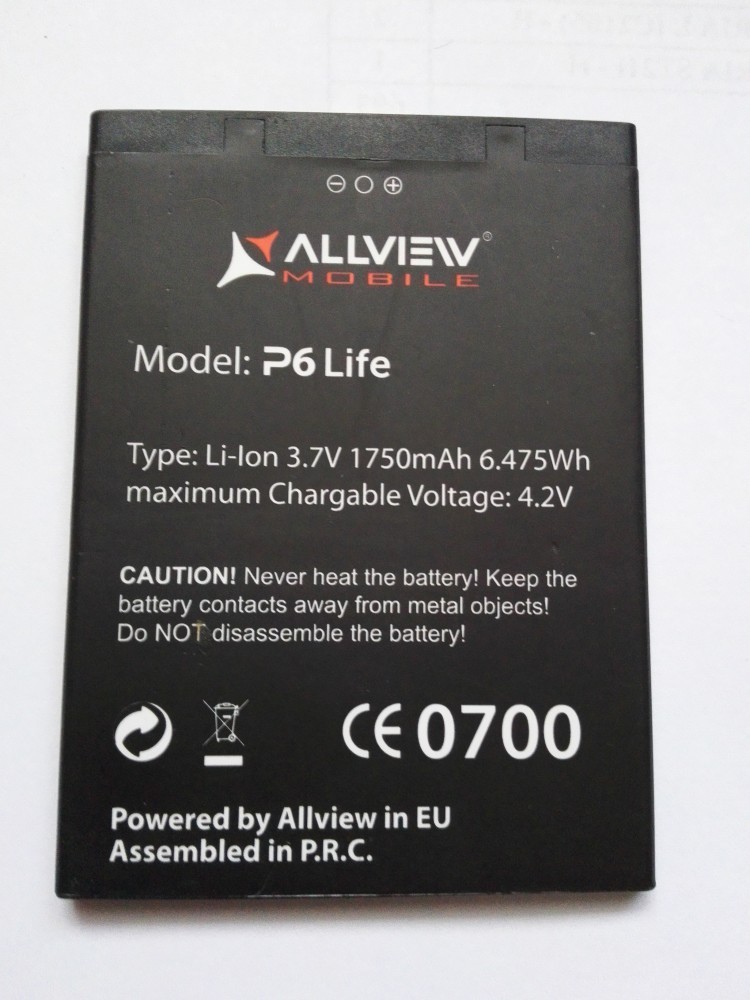 ALLVIEW®
MOBILE
Model: P6 Life
Type: Li-Ion 3.7V 1750mAh 6.475Wh
maximum Chargable Voltage: 4.2V
CAUTION! Never heat the battery! Keep the
battery contacts away from metal objects!
Do NOT disassemble the battery!
CE 0700
Powered by Allview in EU
Assembled in P.R.C.